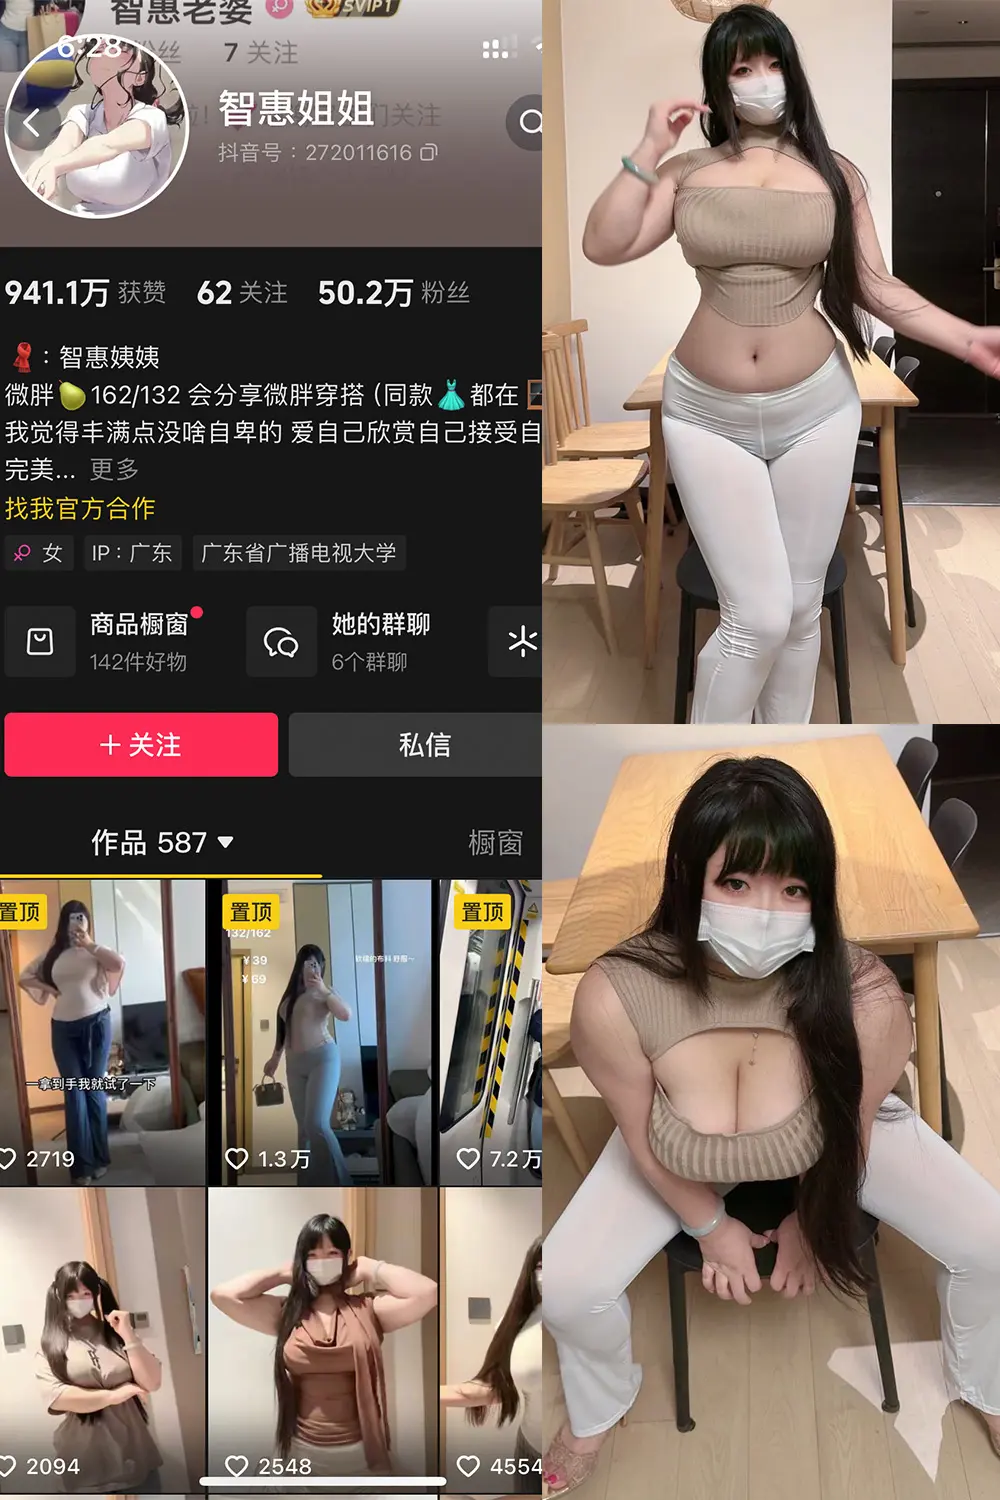 智惠老婆
SVIP1
6:28
粉丝 7 关注
智惠姐姐
们关注
抖音号：272011616
941.1万 获赞 62 关注 50.2万 粉丝
：智惠姨姨
微胖🍐162/132 会分享微胖穿搭（同款👗都在
我觉得丰满点没啥自卑的 爱自己欣赏自己接受自
完美... 更多
找我官方合作
女 IP：广东 广东省广播电视大学
商品橱窗 她的群聊
142件好物 6个群聊
+ 关注 私信
作品 587 橱窗
置顶 置顶 置顶
132/162
¥39
¥69
一拿到手我就试了一下
2719 1.3万 7.2万
2094 2548 4554